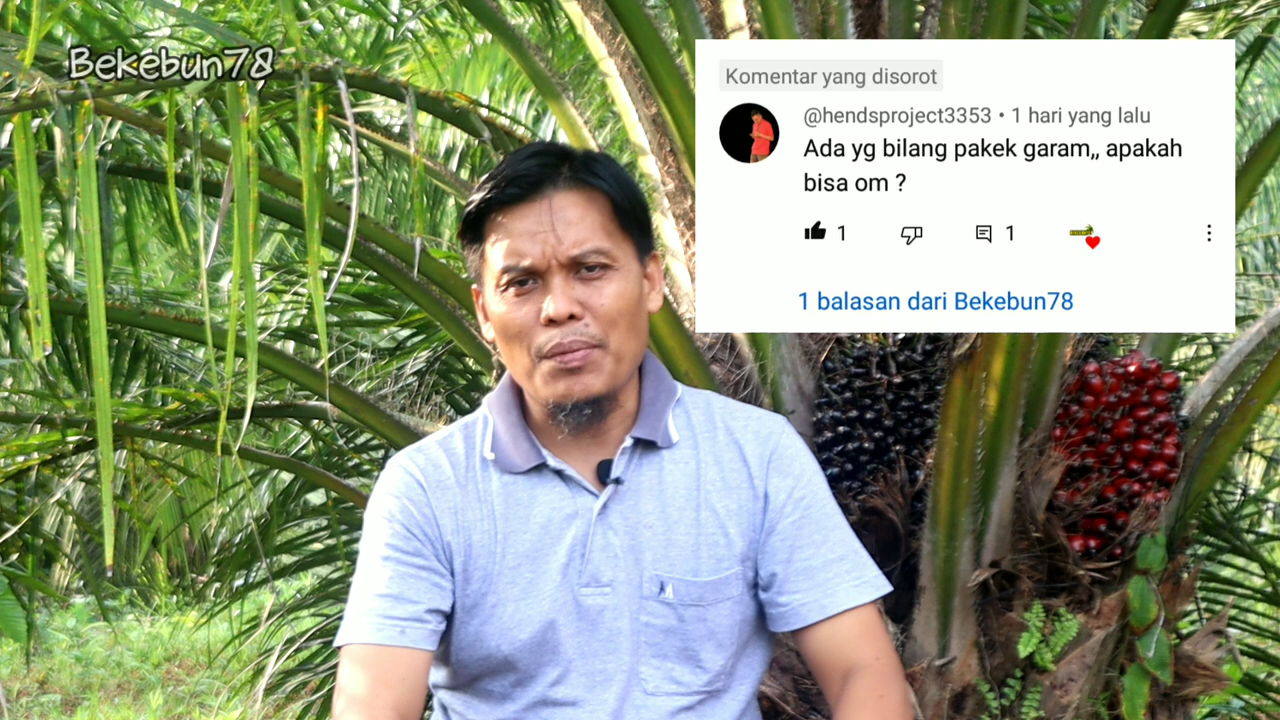 Bekebun78
Komentar yang disorot
@hendsproject3353 • 1 hari yang lalu
Ada yg bilang pakek garam,, apakah
bisa om ?
1 1
1 balasan dari Bekebun78